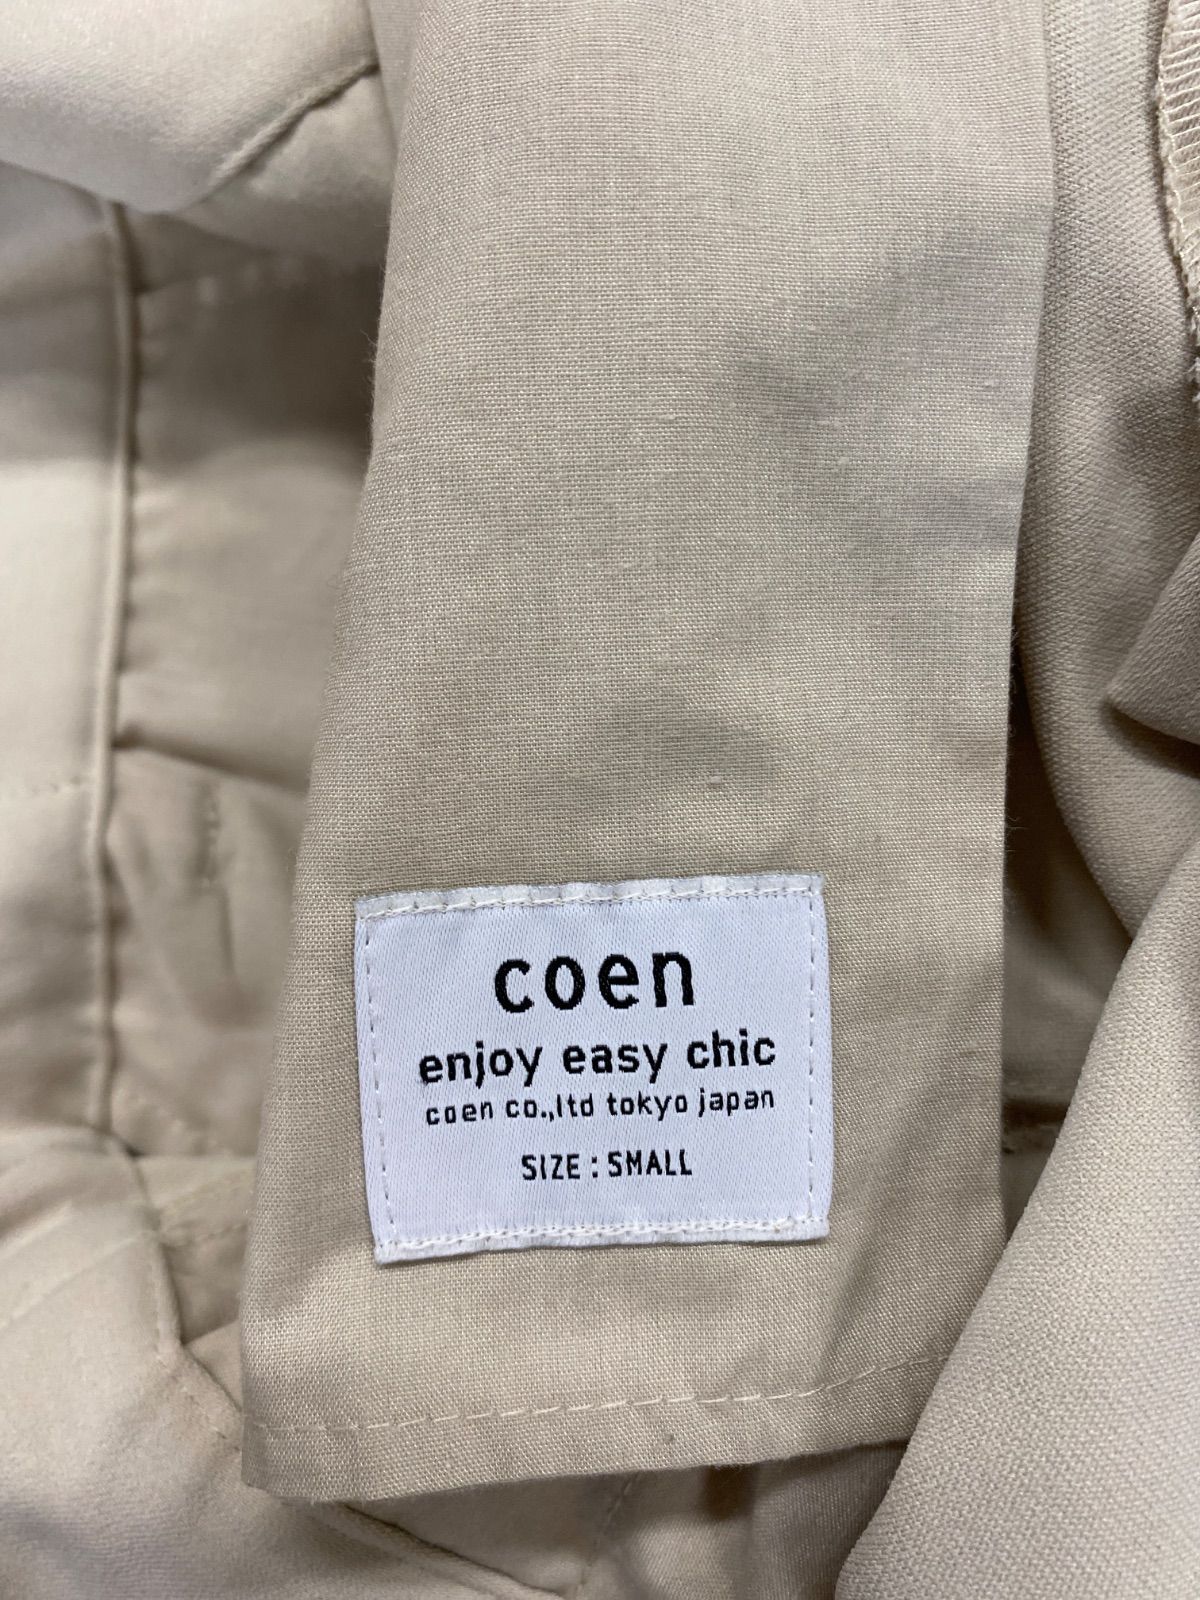 coen
enjoy easy chic
coen co.,ltd tokyo japan
SIZE : SMALL